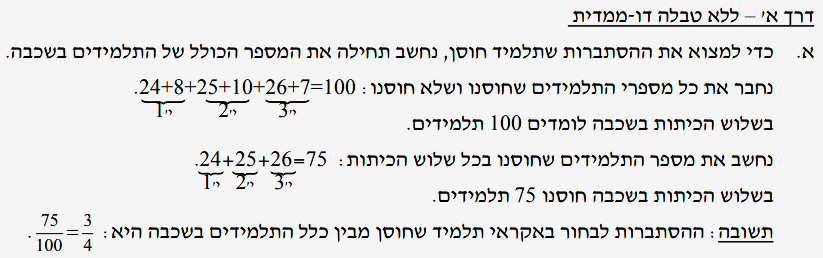 דרך א' – ללא טבלה דו-ממדית
א. כדי למצוא את ההסתברות שתלמיד חוסן, נחשב תחילה את המספר הכולל של התלמידים בשכבה.
נחבר את כל מספרי התלמידים שחוסנו ושלא חוסנו: 24+8+25+10+26+7=100.
י'1 י'2 י'3
בשלוש הכיתות בשכבה לומדים 100 תלמידים.
נחשב את מספר התלמידים שחוסנו בכל שלוש הכיתות: 24+25+26=75.
י'1 י'2 י'3
בשלוש הכיתות בשכבה חוסנו 75 תלמידים.
תשובה: ההסתברות לבחור באקראי תלמיד שחוסן מבין כלל התלמידים בשכבה היא: 75/100=3/4.